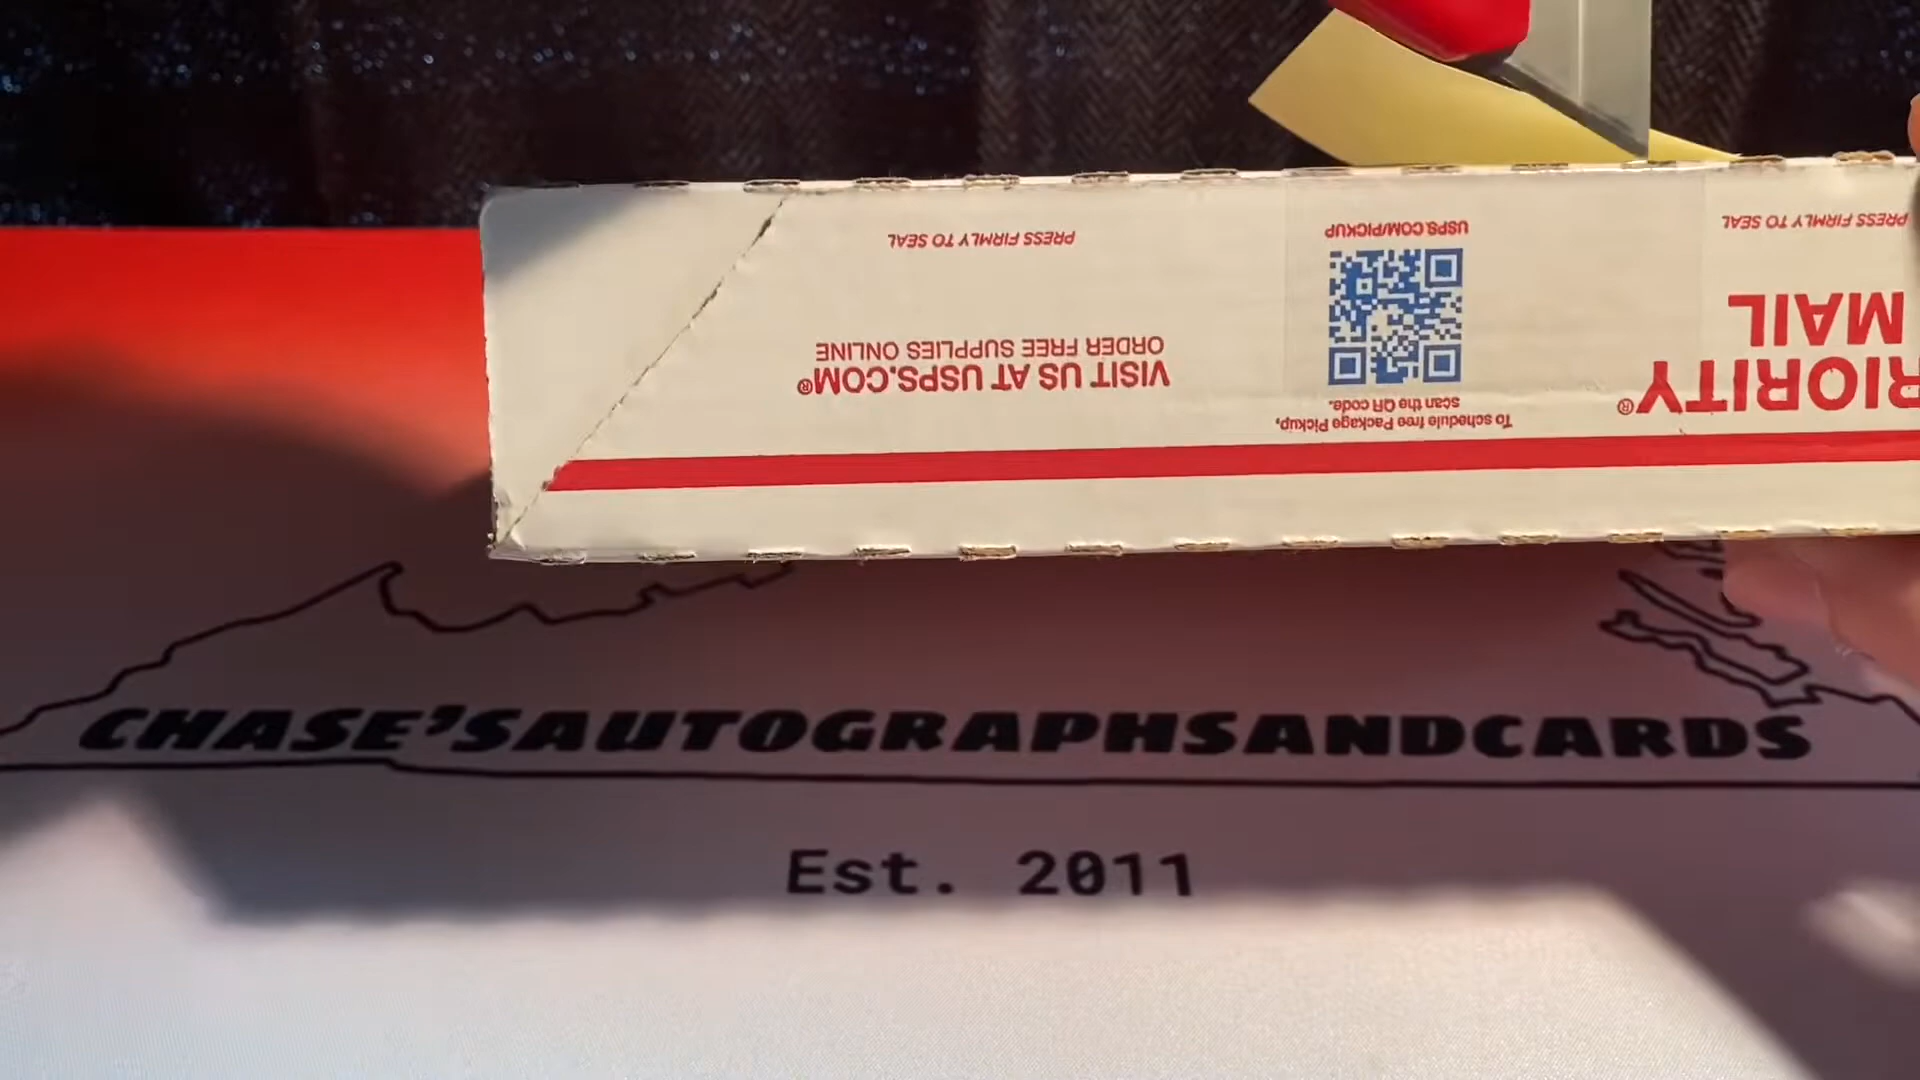 PRESS FIRMLY TO SEAL
USPS.COM/PICKUP
PRESS FIRMLY TO SEAL
MAIL
RIORITY®
ORDER FREE SUPPLIES ONLINE
VISIT US AT USPS.COM®
To schedule free Package Pickup,
scan the QR code.
CHASE'SAUTOGRAPHSANDCARDS
Est. 2011